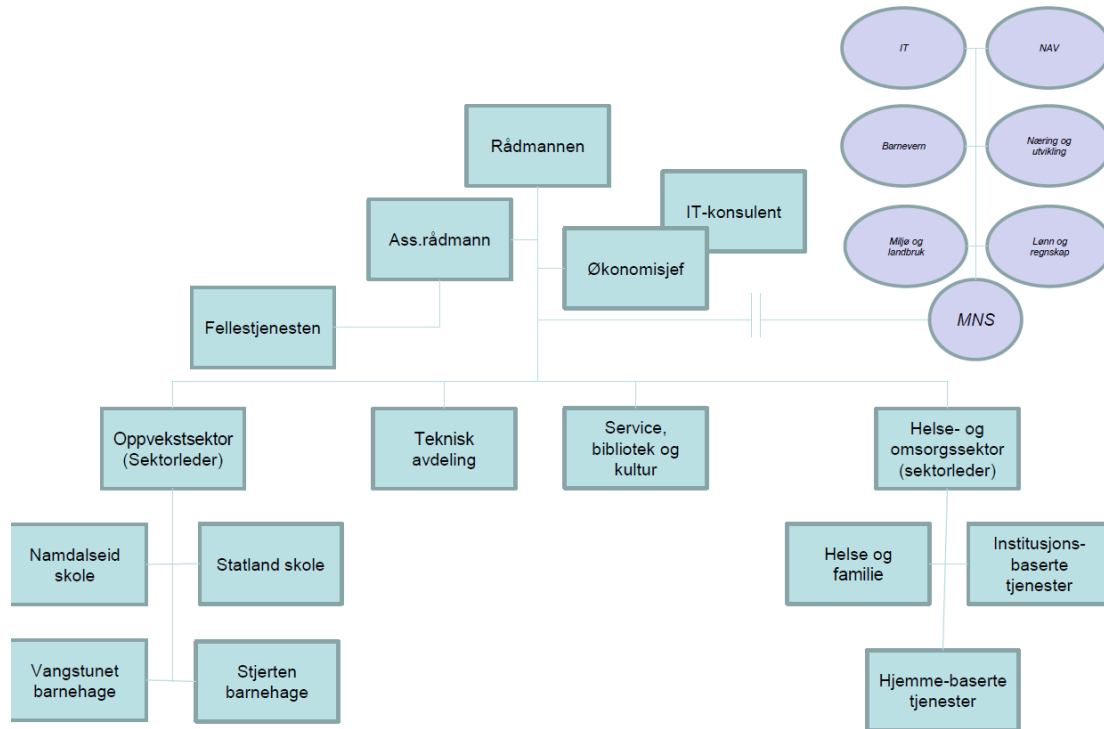 IT
NAV
Rådmannen
Barnevern
Næring og
utvikling
IT-konsulent
Ass.rådmann
Økonomisjef
Miljø og
landbruk
Lønn og
regnskap
Fellestjenesten
MNS
Oppvekstsektor
(Sektorleder)
Teknisk
avdeling
Service,
bibliotek og
kultur
Helse- og
omsorgssektor
(sektorleder)
Namdalseid
skole
Statland skole
Helse og
familie
Institusjons-
baserte
tjenester
Vangstunet
barnehage
Stjerten
barnehage
Hjemme-baserte
tjenester